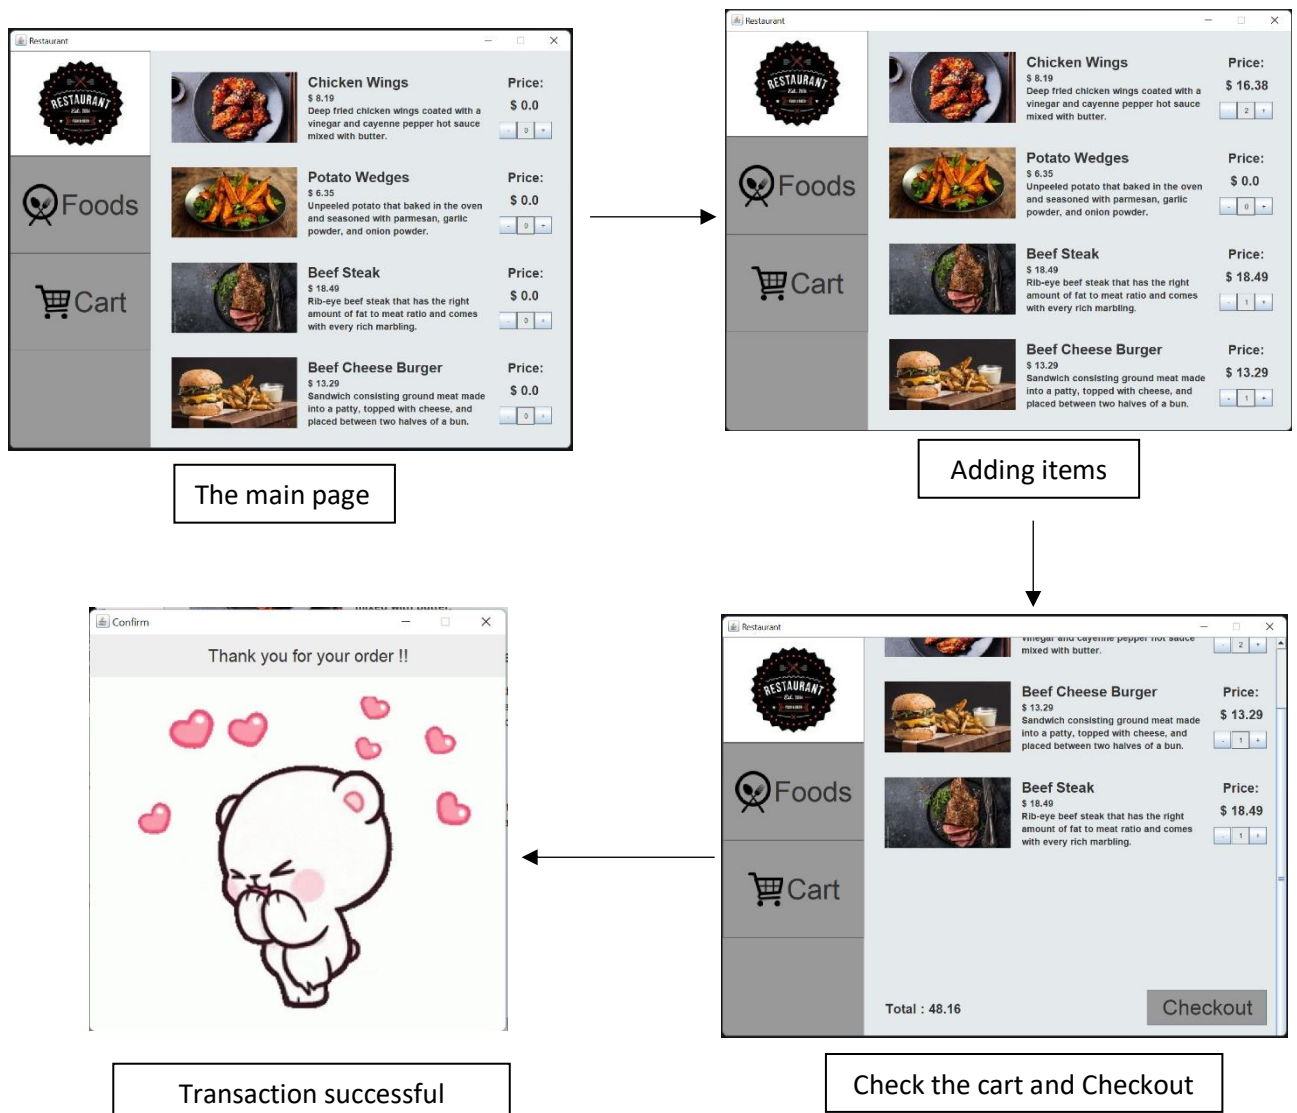 Restaurant
RESTAURANT
Foods
Cart
Chicken Wings
$ 8.19
Deep fried chicken wings coated with a
vinegar and cayenne pepper hot sauce
mixed with butter.
Price:
$ 0.0
- 0 +
Potato Wedges
$ 6.35
Unpeeled potato that baked in the oven
and seasoned with parmesan, garlic
powder, and onion powder.
Price:
$ 0.0
- 0 +
Beef Steak
$ 18.49
Rib-eye beef steak that has the right
amount of fat to meat ratio and comes
with every rich marbling.
Price:
$ 0.0
- 0 +
Beef Cheese Burger
$ 13.29
Sandwich consisting ground meat made
into a patty, topped with cheese, and
placed between two halves of a bun.
Price:
$ 0.0
- 0 +
The main page
Restaurant
RESTAURANT
Foods
Cart
Chicken Wings
$ 8.19
Deep fried chicken wings coated with a
vinegar and cayenne pepper hot sauce
mixed with butter.
Price:
$ 16.38
- 2 +
Potato Wedges
$ 6.35
Unpeeled potato that baked in the oven
and seasoned with parmesan, garlic
powder, and onion powder.
Price:
$ 0.0
- 0 +
Beef Steak
$ 18.49
Rib-eye beef steak that has the right
amount of fat to meat ratio and comes
with every rich marbling.
Price:
$ 18.49
- 1 +
Beef Cheese Burger
$ 13.29
Sandwich consisting ground meat made
into a patty, topped with cheese, and
placed between two halves of a bun.
Price:
$ 13.29
- 1 +
Adding items
mixed with butter.
Confirm
Thank you for your order !!
Transaction successful
Restaurant
RESTAURANT
Foods
Cart
vinegar and cayenne pepper hot sauce
mixed with butter.
- 2 +
Beef Cheese Burger
$ 13.29
Sandwich consisting ground meat made
into a patty, topped with cheese, and
placed between two halves of a bun.
Price:
$ 13.29
- 1 +
Beef Steak
$ 18.49
Rib-eye beef steak that has the right
amount of fat to meat ratio and comes
with every rich marbling.
Price:
$ 18.49
- 1 +
Total : 48.16
Checkout
Check the cart and Checkout